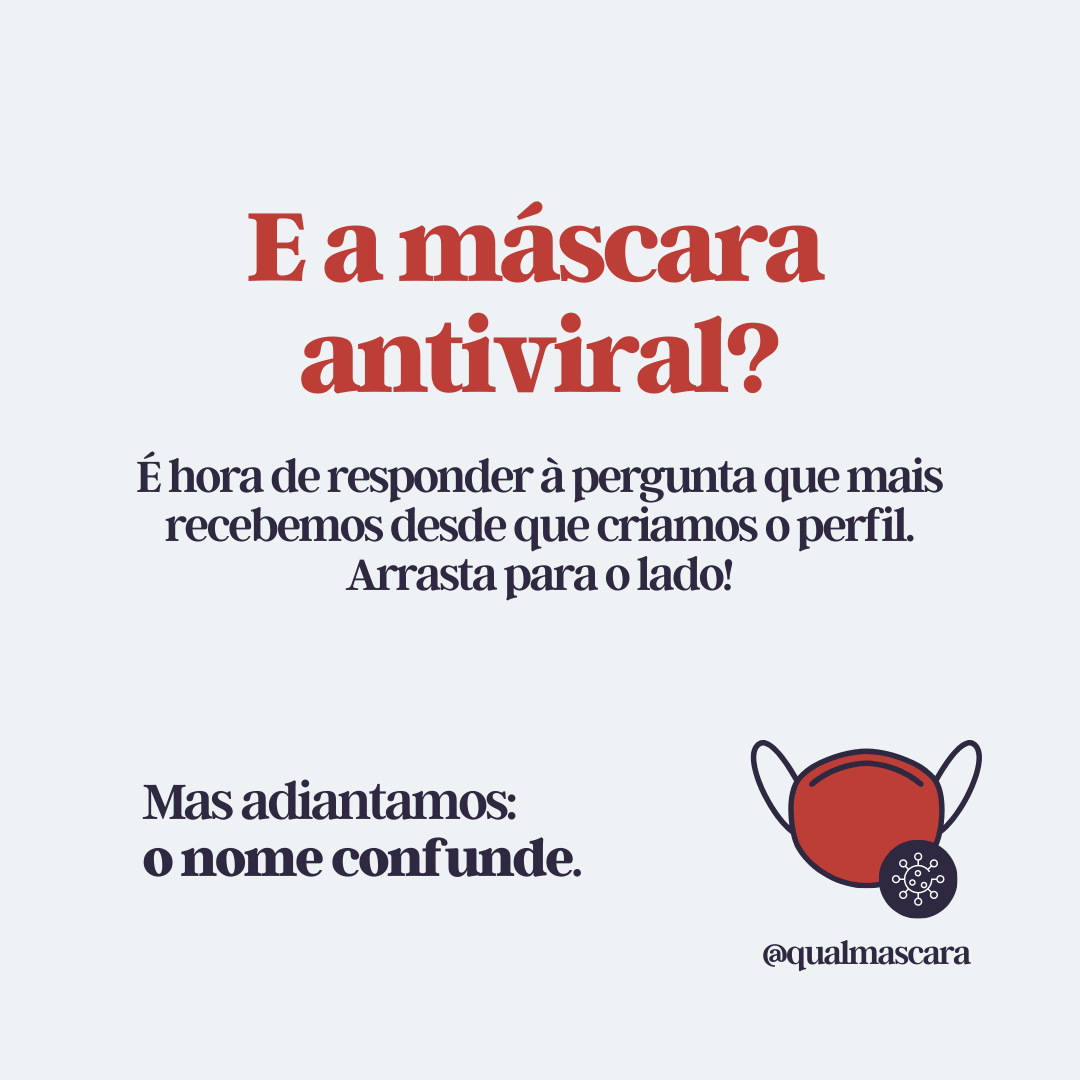 E a máscara
antiviral?
É hora de responder à pergunta que mais
recebemos desde que criamos o perfil.
Arrasta para o lado!
Mas adiantamos:
o nome confunde.
@qualmascara